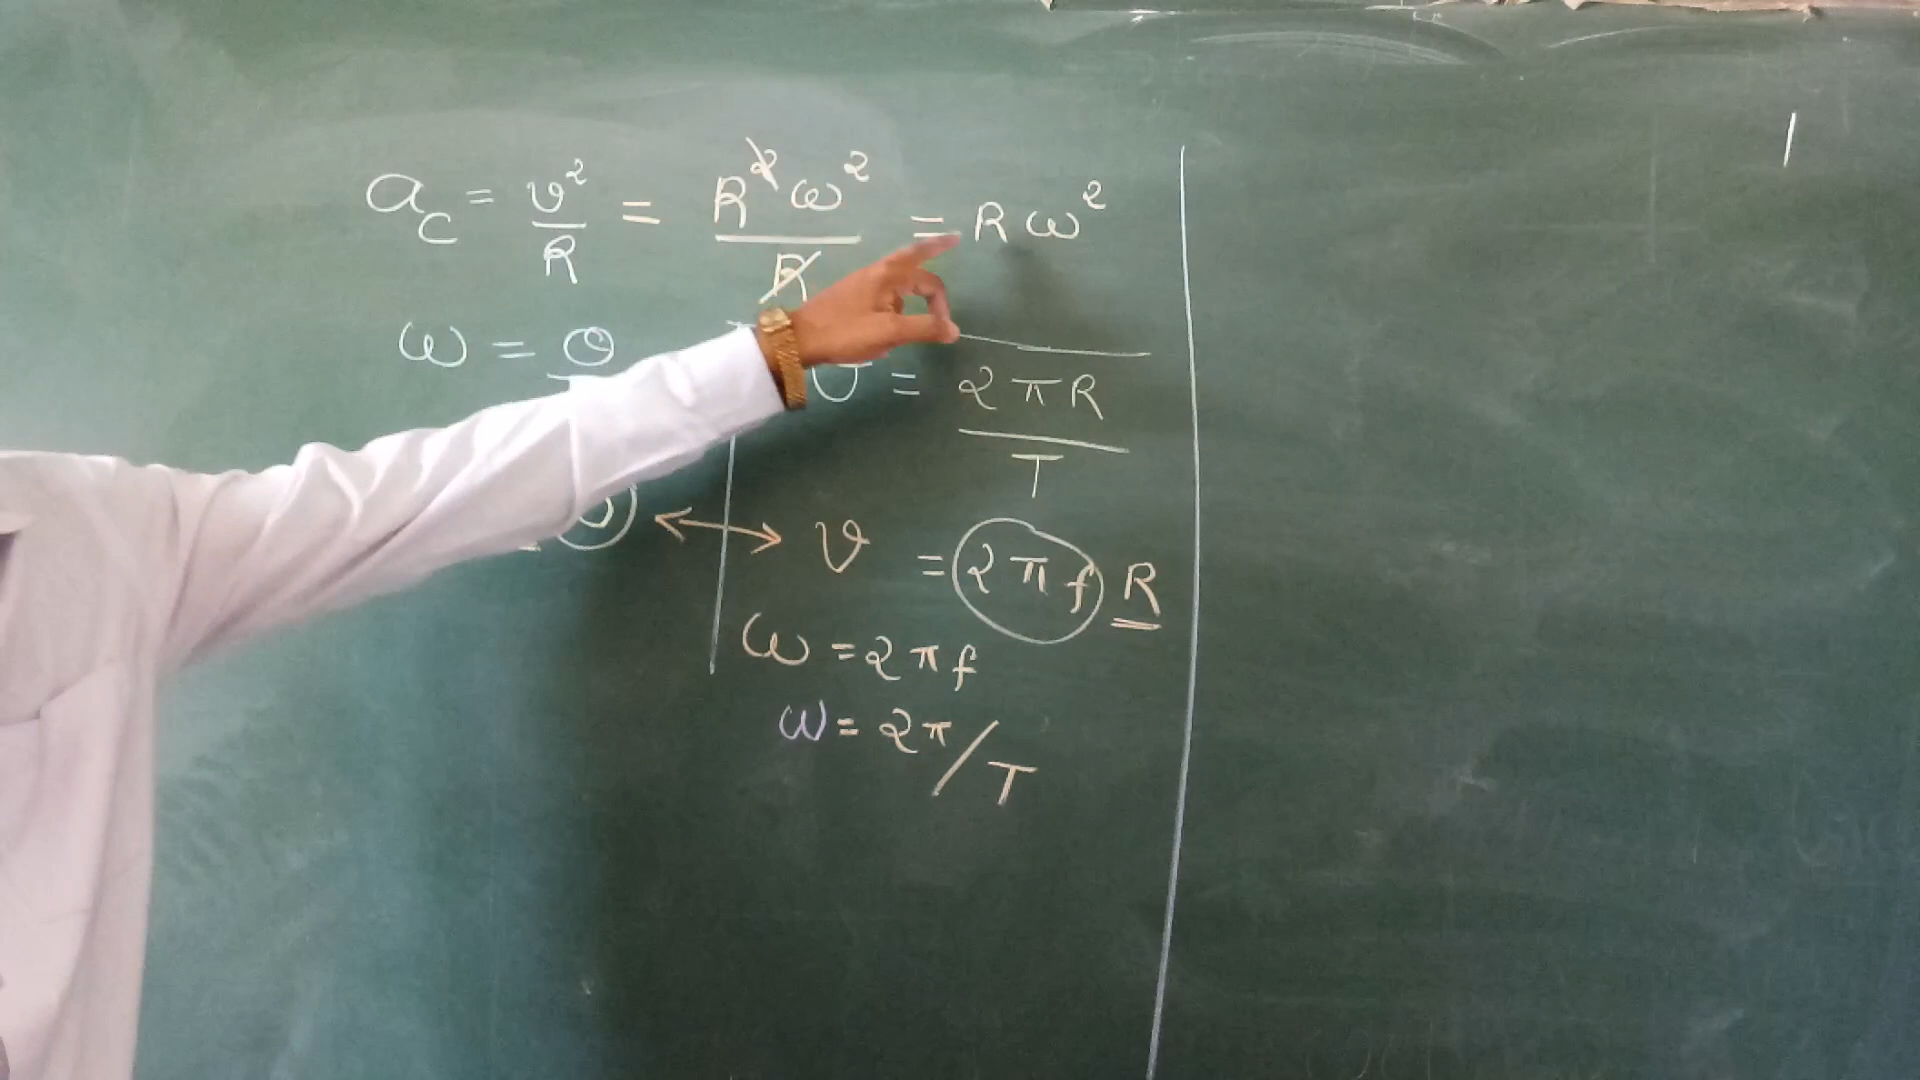 a_c = v²/R = R²ω²/R = Rω²
ω = θ
v = 2πR/T
v = 2πf R
ω = 2πf
ω = 2π/T